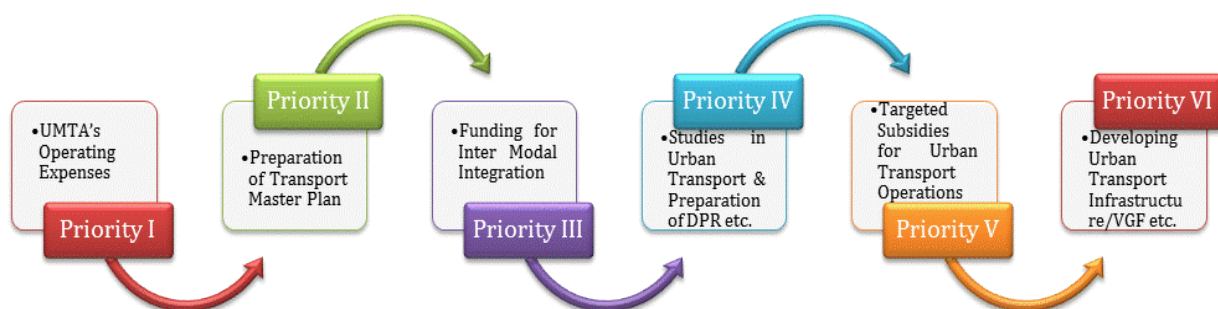 •UMTA's
Operating
Expenses
Priority I
Priority II
•Preparation
of Transport
Master Plan
•Funding for
Inter Modal
Integration
Priority III
Priority IV
•Studies in
Urban
Transport &
Preparation
of DPR etc.
•Targeted
Subsidies
for Urban
Transport
Operations
Priority V
Priority VI
•Developing
Urban
Transport
Infrastructu
re/VGF etc.